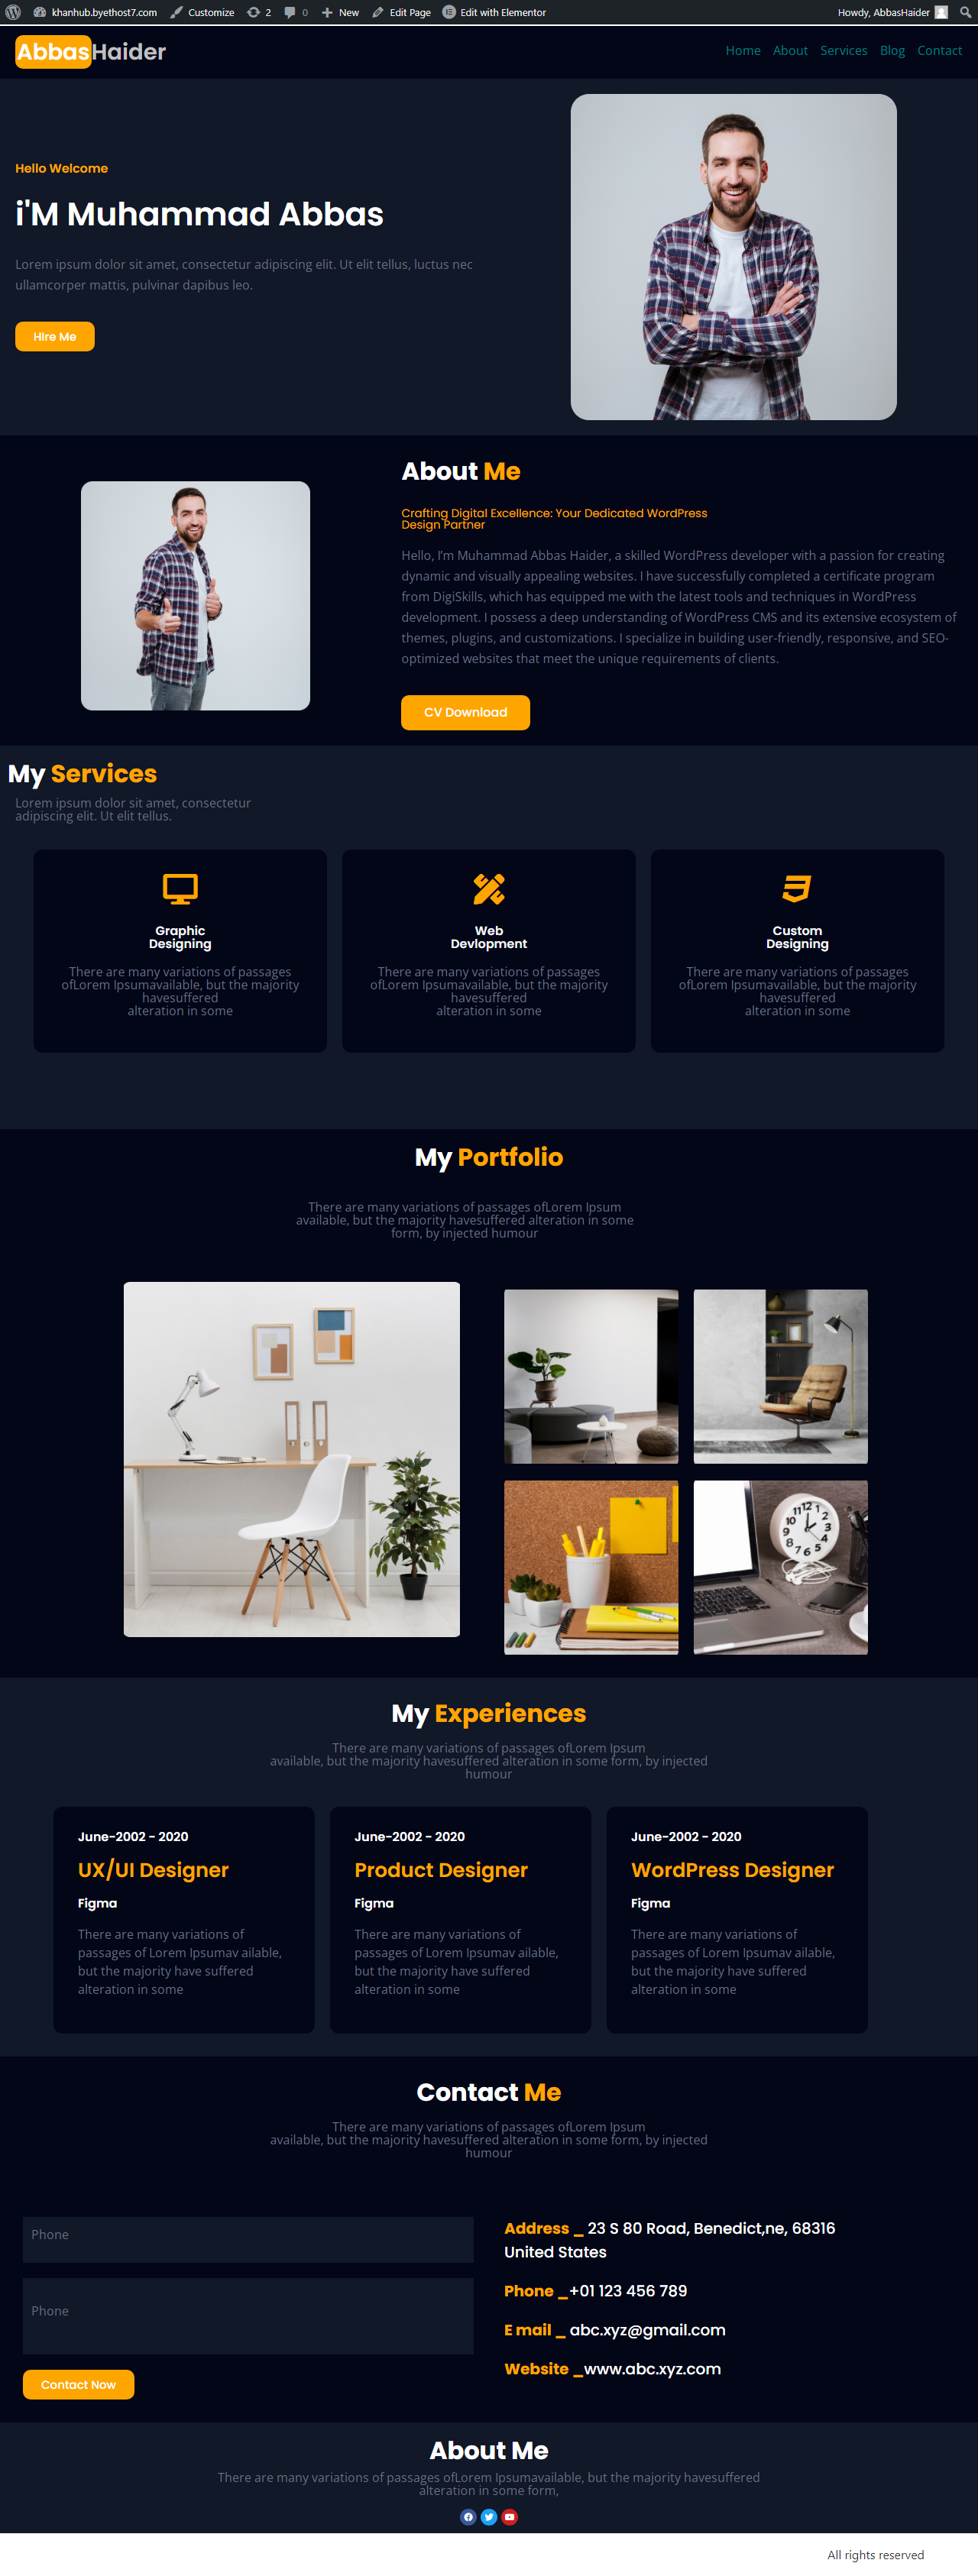 khanhub.byethost7.com Customize 2 0 New Edit Page Edit with Elementor Howdy, AbbasHaider
AbbasHaider
Home About Services Blog Contact
Hello Welcome
i'M Muhammad Abbas
Lorem ipsum dolor sit amet, consectetur adipiscing elit. Ut elit tellus, luctus nec
ullamcorper mattis, pulvinar dapibus leo.
Hire Me
About Me
Crafting Digital Excellence: Your Dedicated WordPress
Design Partner
Hello, I'm Muhammad Abbas Haider, a skilled WordPress developer with a passion for creating
dynamic and visually appealing websites. I have successfully completed a certificate program
from DigiSkills, which has equipped me with the latest tools and techniques in WordPress
development. I possess a deep understanding of WordPress CMS and its extensive ecosystem of
themes, plugins, and customizations. I specialize in building user-friendly, responsive, and SEO-
optimized websites that meet the unique requirements of clients.
CV Download
My Services
Lorem ipsum dolor sit amet, consectetur
adipiscing elit. Ut elit tellus.
Graphic
Designing
There are many variations of passages
ofLorem Ipsumavailable, but the majority
havesuffered
alteration in some
Web
Devlopment
There are many variations of passages
ofLorem Ipsumavailable, but the majority
havesuffered
alteration in some
Custom
Designing
There are many variations of passages
ofLorem Ipsumavailable, but the majority
havesuffered
alteration in some
My Portfolio
There are many variations of passages ofLorem Ipsum
available, but the majority havesuffered alteration in some
form, by injected humour
11 12 1
10 2
9 3
8 4
7 6 5
My Experiences
There are many variations of passages ofLorem Ipsum
available, but the majority havesuffered alteration in some form, by injected
humour
June-2002 - 2020
UX/UI Designer
Figma
There are many variations of
passages of Lorem Ipsumav ailable,
but the majority have suffered
alteration in some
June-2002 - 2020
Product Designer
Figma
There are many variations of
passages of Lorem Ipsumav ailable,
but the majority have suffered
alteration in some
June-2002 - 2020
WordPress Designer
Figma
There are many variations of
passages of Lorem Ipsumav ailable,
but the majority have suffered
alteration in some
Contact Me
There are many variations of passages ofLorem Ipsum
available, but the majority havesuffered alteration in some form, by injected
humour
Phone
Phone
Contact Now
Address _ 23 S 80 Road, Benedict,ne, 68316
United States
Phone _+01 123 456 789
E mail _ abc.xyz@gmail.com
Website _www.abc.xyz.com
About Me
There are many variations of passages ofLorem Ipsumavailable, but the majority havesuffered
alteration in some form,
All rights reserved